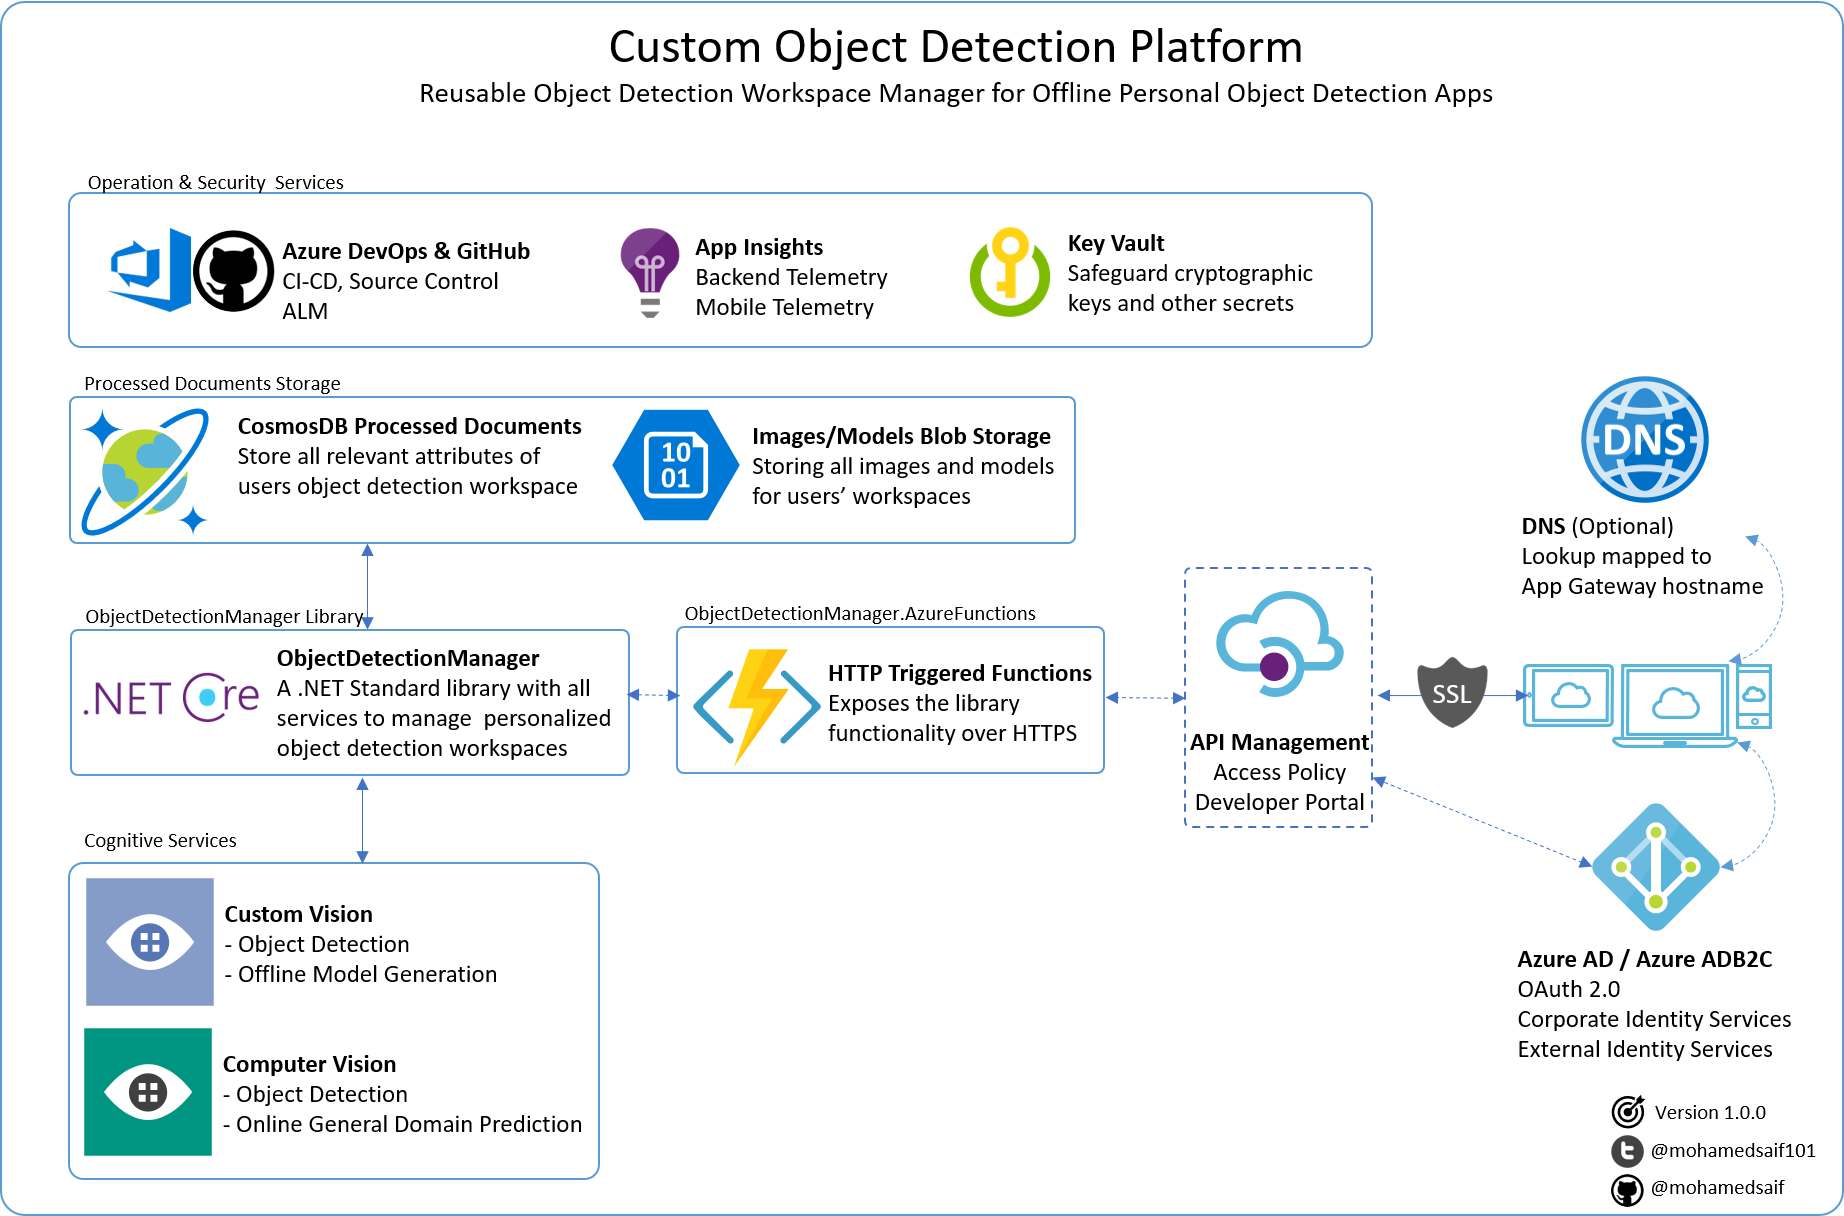 Custom Object Detection Platform
Reusable Object Detection Workspace Manager for Offline Personal Object Detection Apps
Operation & Security  Services
Azure DevOps & GitHub
CI-CD, Source Control
ALM
App Insights
Backend Telemetry
Mobile Telemetry
Key Vault
Safeguard cryptographic
keys and other secrets
Processed Documents Storage
CosmosDB Processed Documents
Store all relevant attributes of
users object detection workspace
10
01
Images/Models Blob Storage
Storing all images and models
for users’ workspaces
DNS
DNS (Optional)
Lookup mapped to
App Gateway hostname
ObjectDetectionManager Library
.NET Core
ObjectDetectionManager
A .NET Standard library with all
services to manage  personalized
object detection workspaces
ObjectDetectionManager.AzureFunctions
HTTP Triggered Functions
Exposes the library
functionality over HTTPS
API Management
Access Policy
Developer Portal
SSL
Cognitive Services
Custom Vision
- Object Detection
- Offline Model Generation
Computer Vision
- Object Detection
- Online General Domain Prediction
Azure AD / Azure ADB2C
OAuth 2.0
Corporate Identity Services
External Identity Services
Version 1.0.0
@mohamedsaif101
@mohamedsaif